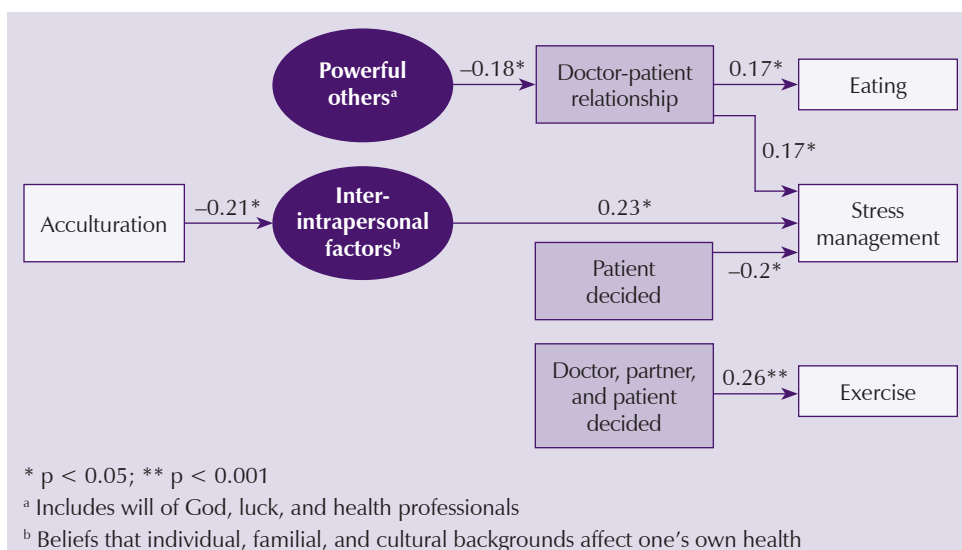 Powerful
others^a
–0.18*
Doctor-patient
relationship
0.17*
Eating
0.17*
Acculturation
–0.21*
Inter-
intrapersonal
factors^b
0.23*
Stress
management
Patient
decided
–0.2*
Doctor, partner,
and patient
decided
0.26**
Exercise
* p < 0.05; ** p < 0.001
^a Includes will of God, luck, and health professionals
^b Beliefs that individual, familial, and cultural backgrounds affect one’s own health